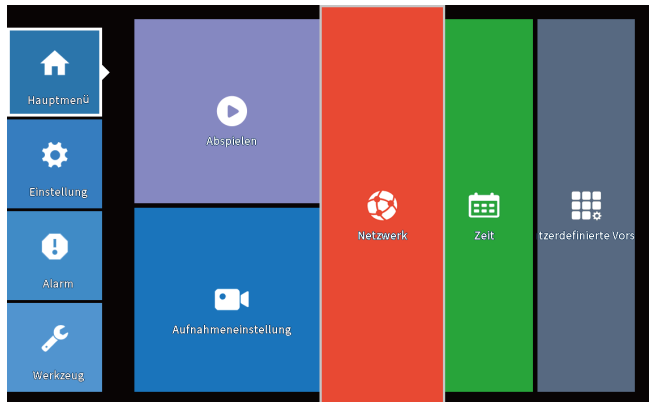 Hauptmenü
Einstellung
Alarm
Werkzeug
Abspielen
Aufnahmeneinstellung
Netzwerk
Zeit
tzerdefinierte Vors